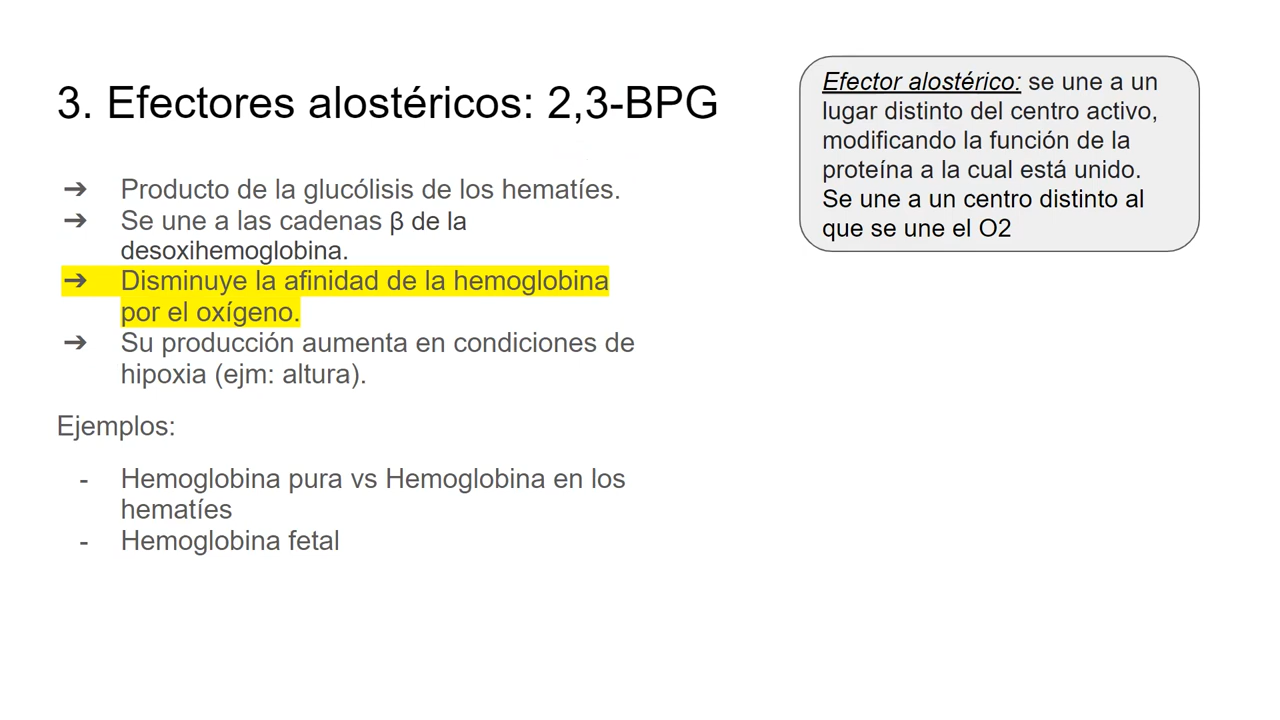 3. Efectores alostéricos: 2,3-BPG
➔ Producto de la glucólisis de los hematíes.
➔ Se une a las cadenas β de la
desoxihemoglobina.
➔ Disminuye la afinidad de la hemoglobina
por el oxígeno.
➔ Su producción aumenta en condiciones de
hipoxia (ejm: altura).
Ejemplos:
- Hemoglobina pura vs Hemoglobina en los
hematíes
- Hemoglobina fetal
Efector alostérico: se une a un
lugar distinto del centro activo,
modificando la función de la
proteína a la cual está unido.
Se une a un centro distinto al
que se une el O2